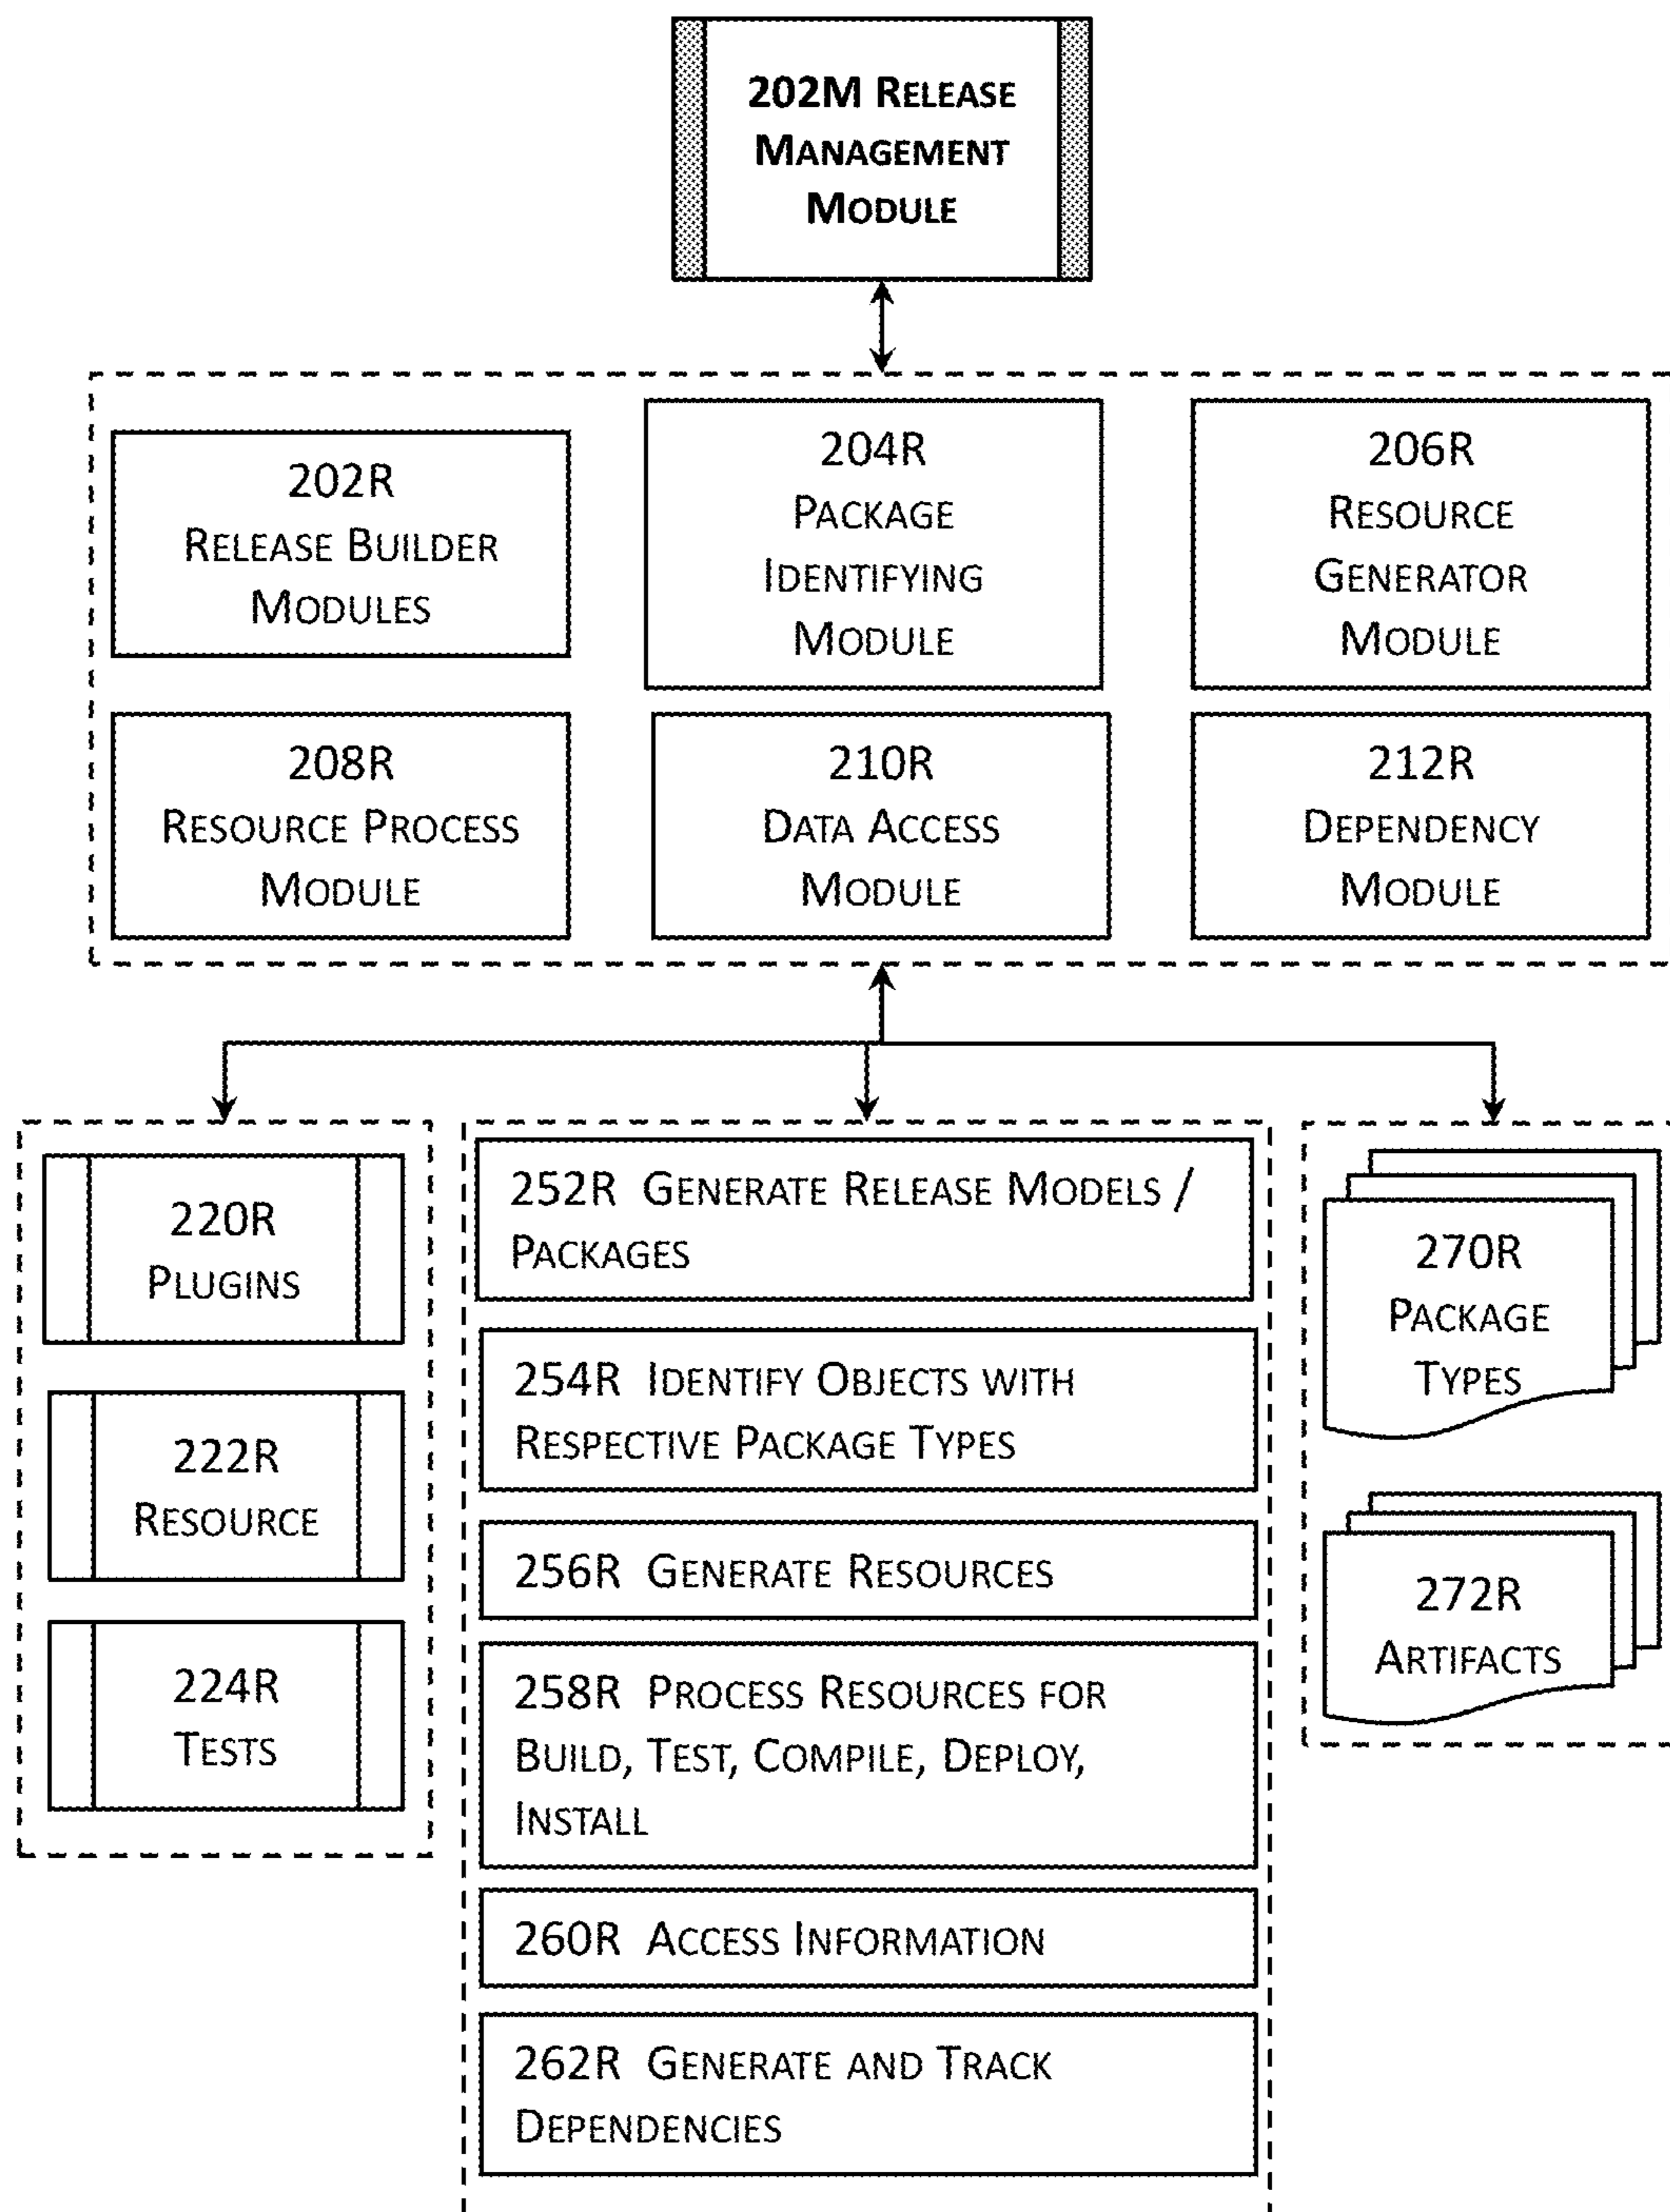 202M RELEASE
MANAGEMENT
MODULE
202R
RELEASE BUILDER
MODULES
204R
PACKAGE
IDENTIFYING
MODULE
206R
RESOURCE
GENERATOR
MODULE
208R
RESOURCE PROCESS
MODULE
210R
DATA ACCESS
MODULE
212R
DEPENDENCY
MODULE
220R
PLUGINS
222R
RESOURCE
224R
TESTS
252R GENERATE RELEASE MODELS /
PACKAGES
254R IDENTIFY OBJECTS WITH
RESPECTIVE PACKAGE TYPES
256R GENERATE RESOURCES
258R PROCESS RESOURCES FOR
BUILD, TEST, COMPILE, DEPLOY,
INSTALL
260R ACCESS INFORMATION
262R GENERATE AND TRACK
DEPENDENCIES
270R
PACKAGE
TYPES
272R
ARTIFACTS